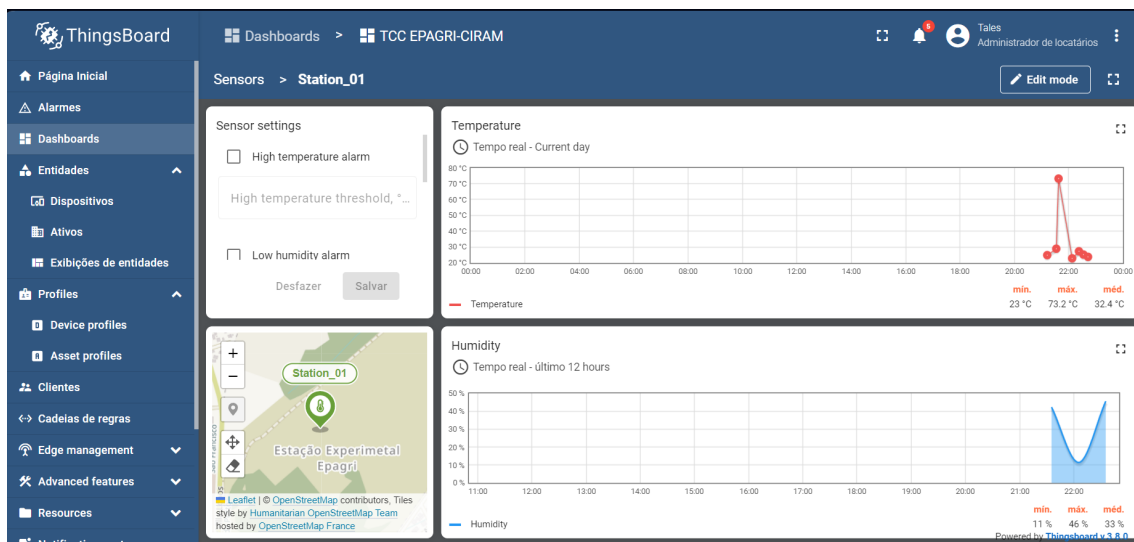 ThingsBoard
Dashboards > TCC EPAGRI-CIRAM
5
Tales
Administrador de locatários
Página Inicial
Alarmes
Dashboards
Entidades
Dispositivos
Ativos
Exibições de entidades
Profiles
Device profiles
Asset profiles
Clientes
Cadeias de regras
Edge management
Advanced features
Resources
Sensors > Station_01
Edit mode
Sensor settings
High temperature alarm
High temperature threshold, °...
Low humidity alarm
Desfazer
Salvar
Temperature
Tempo real - Current day
80 °C
70 °C
60 °C
50 °C
40 °C
30 °C
20 °C
00:00 02:00 04:00 06:00 08:00 10:00 12:00 14:00 16:00 18:00 20:00 22:00 00:00
mín. máx. méd.
Temperature 23 °C 73.2 °C 32.4 °C
+
−
Station_01
Estação Experimetal
Epagri
Leaflet | © OpenStreetMap contributors, Tiles
style by Humanitarian OpenStreetMap Team
hosted by OpenStreetMap France
Humidity
Tempo real - último 12 hours
50 %
40 %
30 %
20 %
10 %
0 %
11:00 12:00 13:00 14:00 15:00 16:00 17:00 18:00 19:00 20:00 21:00 22:00
mín. máx. méd.
Humidity 11 % 46 % 33 %
Powered by Thingsboard v.3.8.0